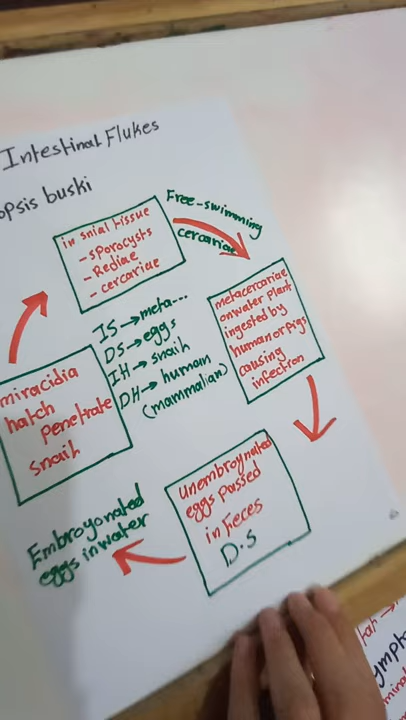 Intestinal Flukes
opsis buski
in snial tissue
-sporocysts
-Rediae
-cercariae
Free-swimming
cercariae
metacercariae
on water plant
ingested by
human or pigs
causing
infection
IS → meta...
DS → eggs
IH → snail
DH → human
(mammalian)
miracidia
hatch
penetrate
snail
unembroynated
eggs passed
in Feces
D.S
Embroyonated
eggs in water